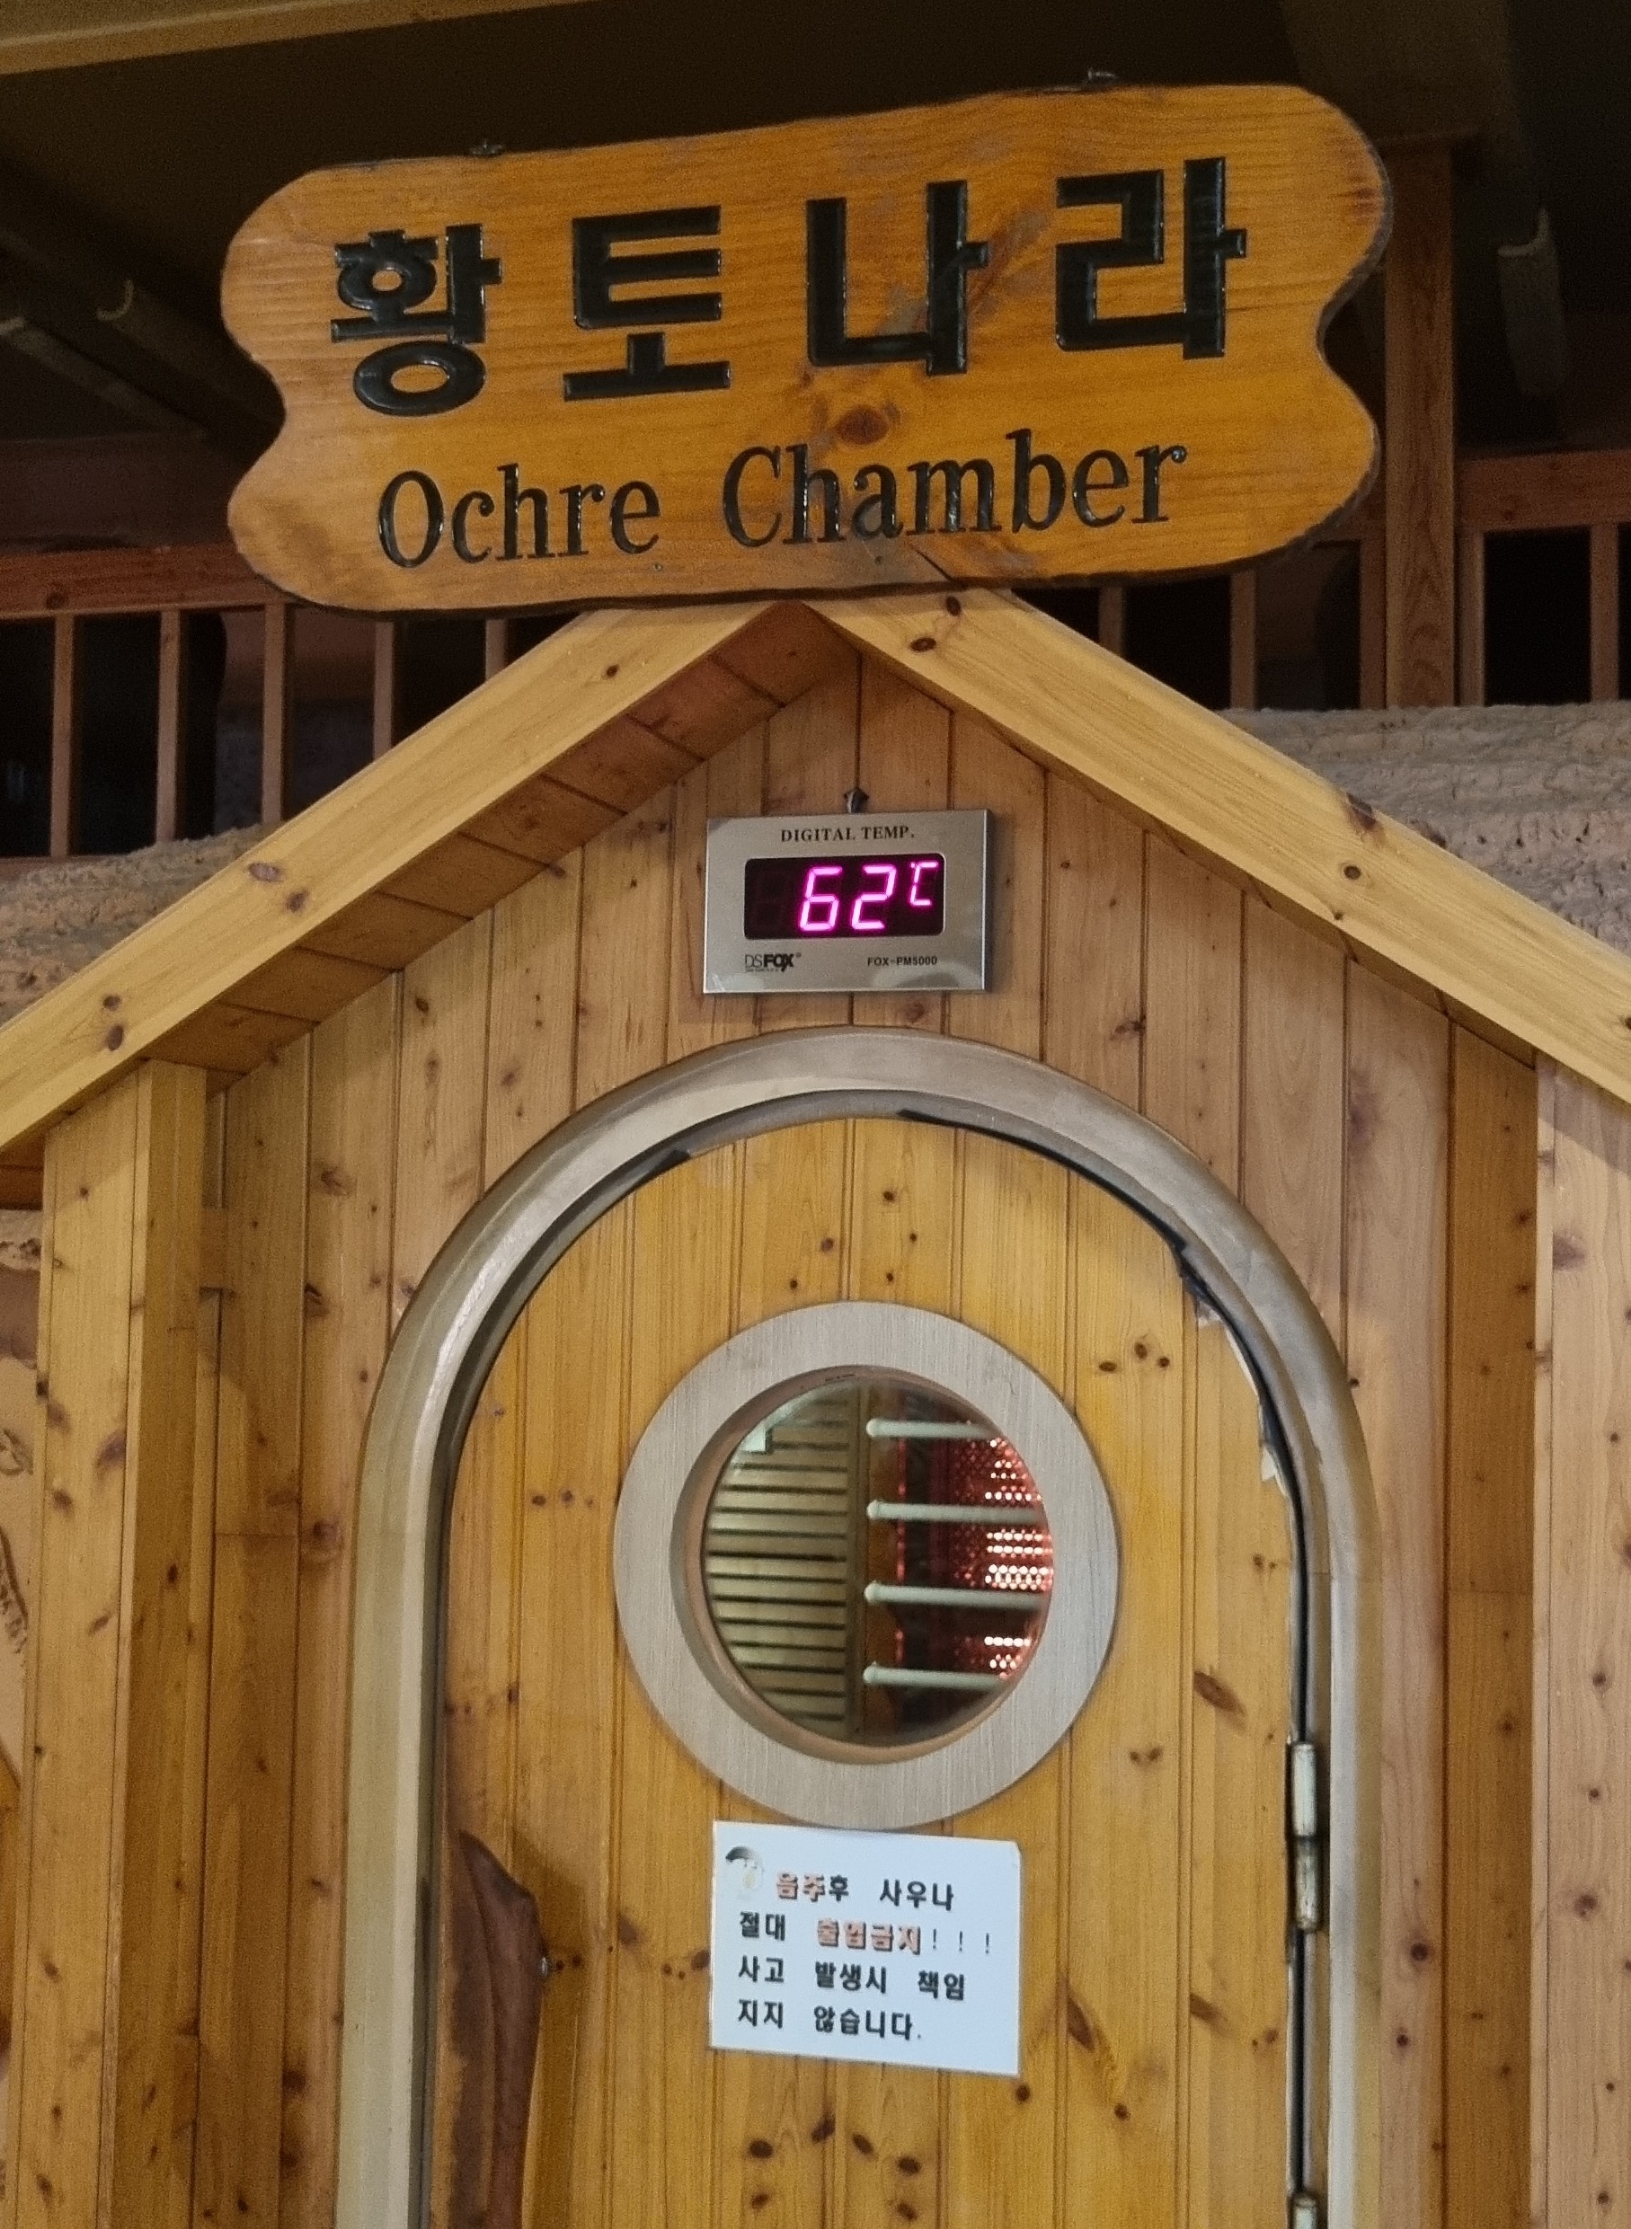 황토나라
Ochre Chamber
DIGITAL TEMP.
62℃
DSFOX®
FOX-PM5000
음주후 사우나
절대 출입금지!!!
사고 발생시 책임
지지 않습니다.